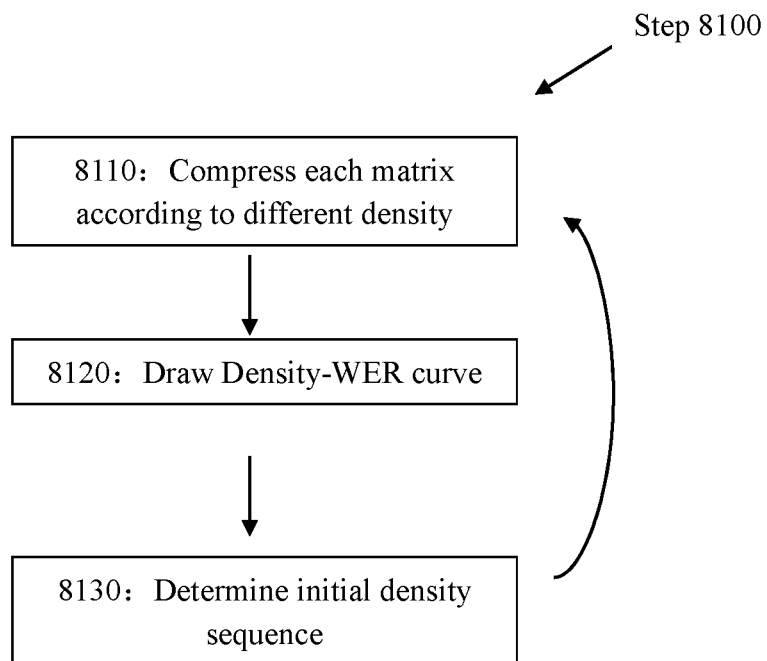 Step 8100
8110：Compress each matrix
according to different density
8120：Draw Density-WER curve
8130：Determine initial density
sequence